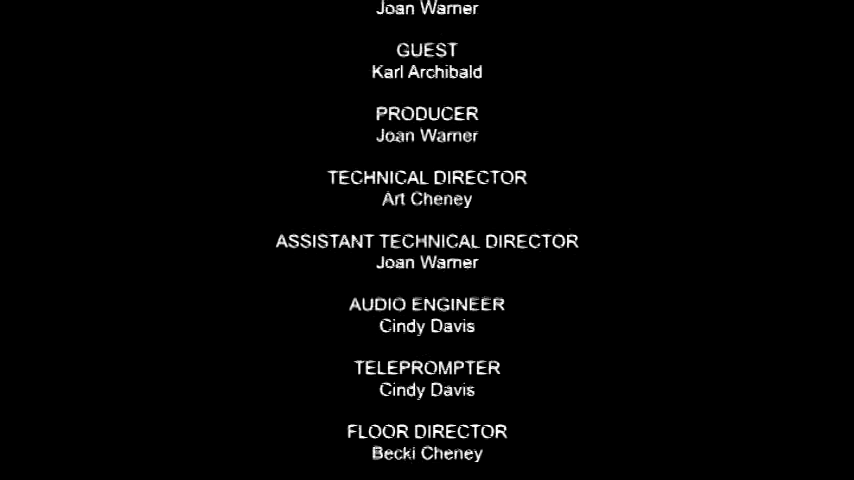 Joan Warner
GUEST
Karl Archibald
PRODUCER
Joan Warner
TECHNICAL DIRECTOR
Art Cheney
ASSISTANT TECHNICAL DIRECTOR
Joan Warner
AUDIO ENGINEER
Cindy Davis
TELEPROMPTER
Cindy Davis
FLOOR DIRECTOR
Becki Cheney